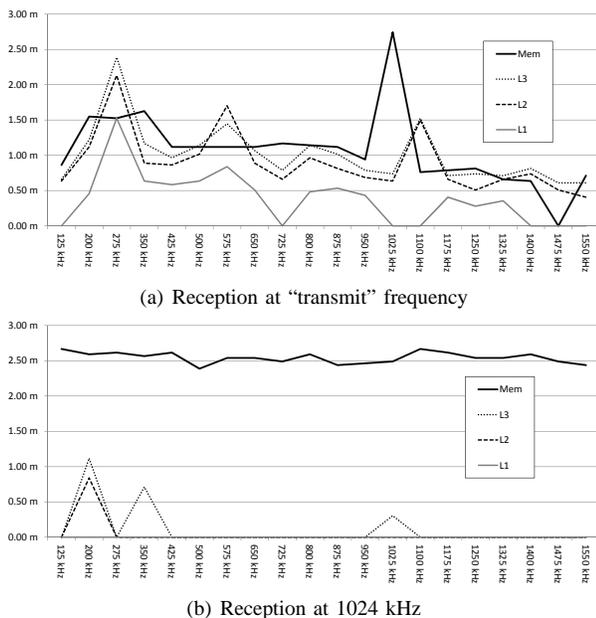 3.00 m
2.50 m
2.00 m
1.50 m
1.00 m
0.50 m
0.00 m
Mem
L3
L2
L1
125 kHz
200 kHz
275 kHz
350 kHz
425 kHz
500 kHz
575 kHz
650 kHz
725 kHz
800 kHz
875 kHz
950 kHz
1025 kHz
1100 kHz
1175 kHz
1250 kHz
1325 kHz
1400 kHz
1475 kHz
1550 kHz
(a) Reception at “transmit” frequency
3.00 m
2.50 m
2.00 m
1.50 m
1.00 m
0.50 m
0.00 m
Mem
L3
L2
L1
125 kHz
200 kHz
275 kHz
350 kHz
425 kHz
500 kHz
575 kHz
650 kHz
725 kHz
800 kHz
875 kHz
950 kHz
1025 kHz
1100 kHz
1175 kHz
1250 kHz
1325 kHz
1400 kHz
1475 kHz
1550 kHz
(b) Reception at 1024 kHz